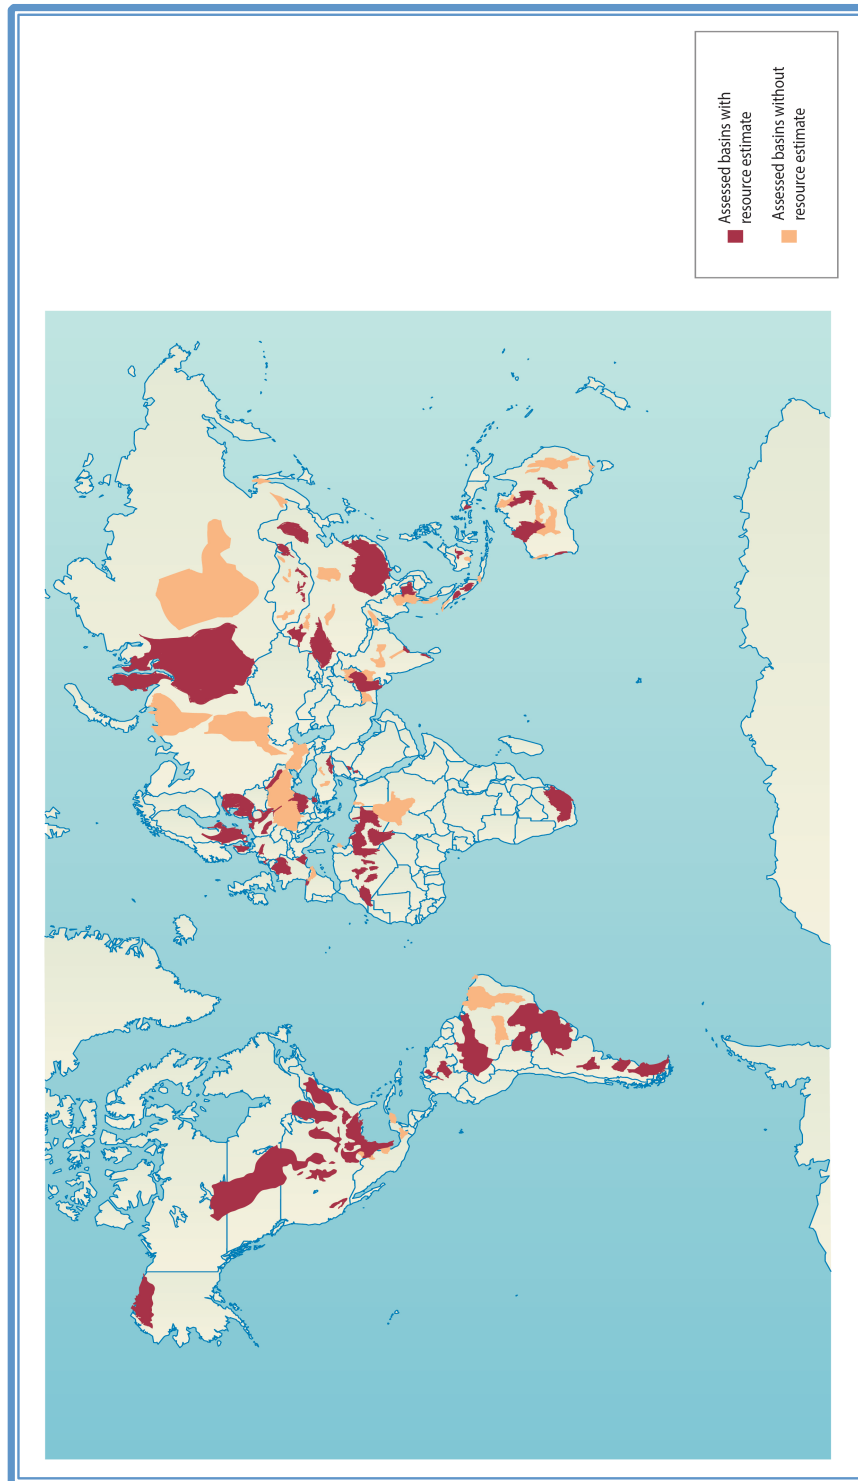 Assessed basins with
resource estimate
Assessed basins without
resource estimate